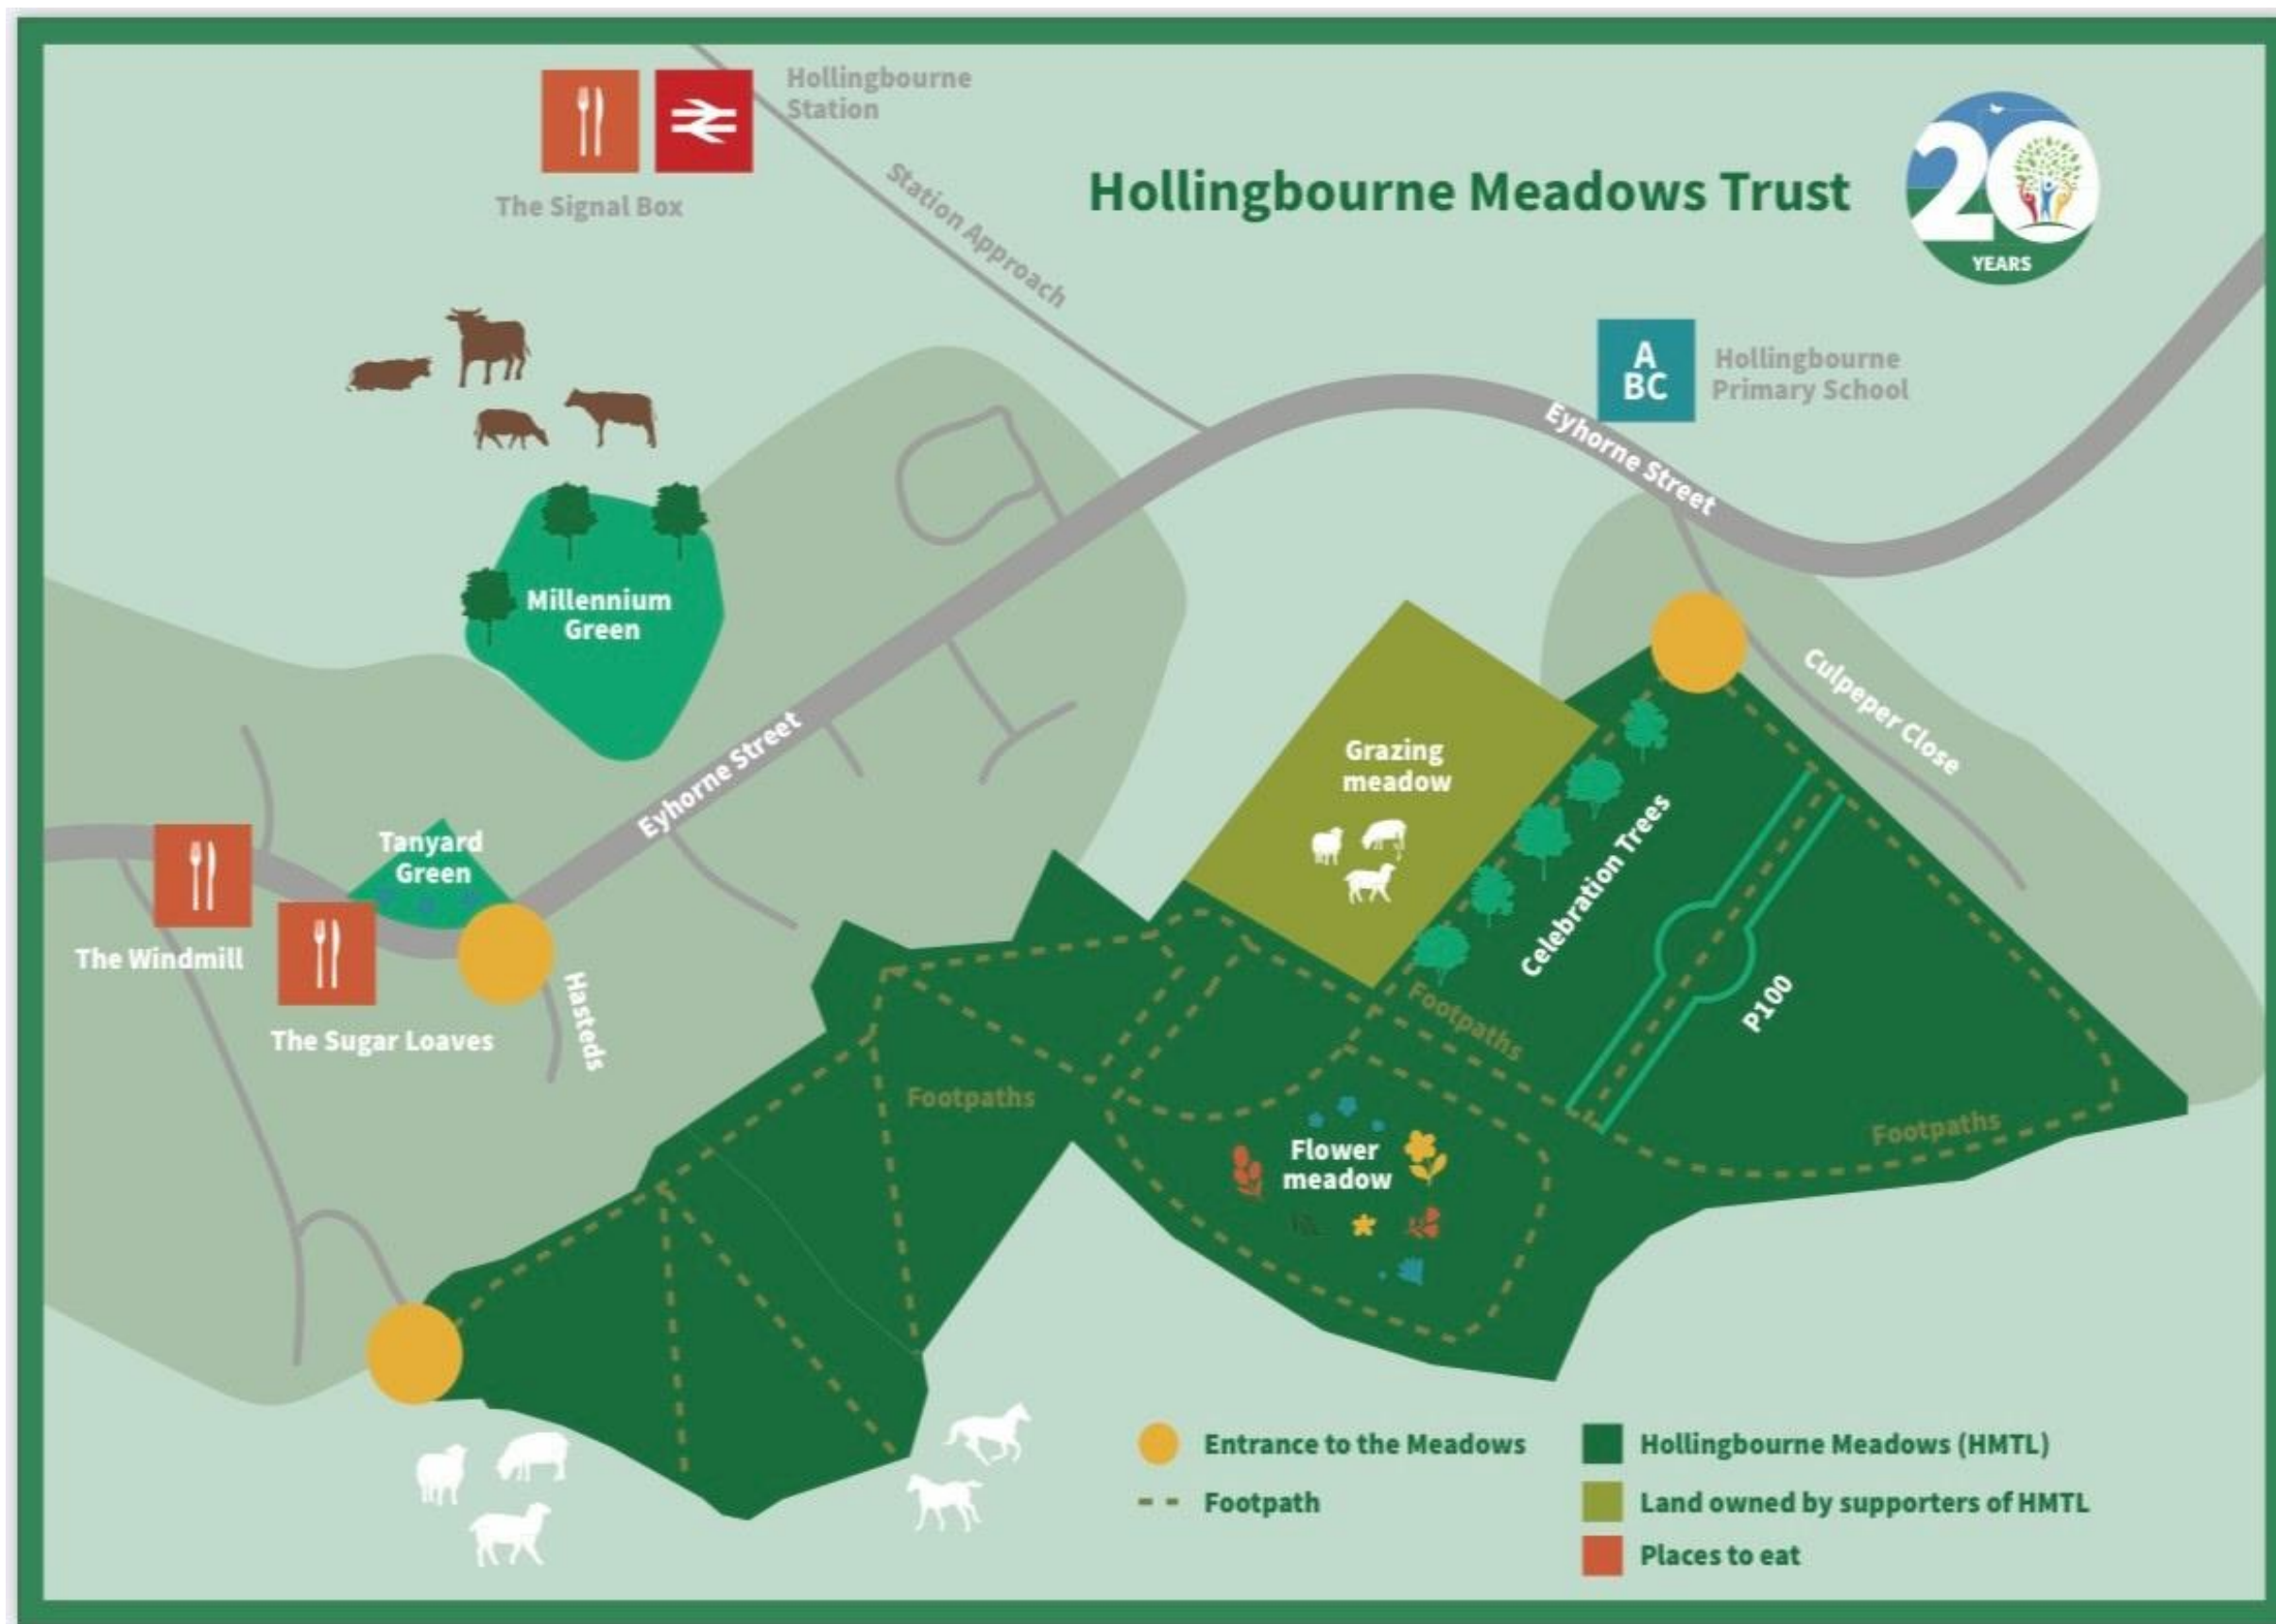 Hollingbourne
Station
The Signal Box
Station Approach
Hollingbourne Meadows Trust
20
YEARS
A
BC
Hollingbourne
Primary School
Eyhorne Street
Millennium
Green
Culpeper Close
Eyhorne Street
Grazing
meadow
Celebration Trees
Tanyard
Green
The Windmill
Hasteds
The Sugar Loaves
P100
Footpaths
Footpaths
Footpaths
Flower
meadow
Entrance to the Meadows
Footpath
Hollingbourne Meadows (HMTL)
Land owned by supporters of HMTL
Places to eat